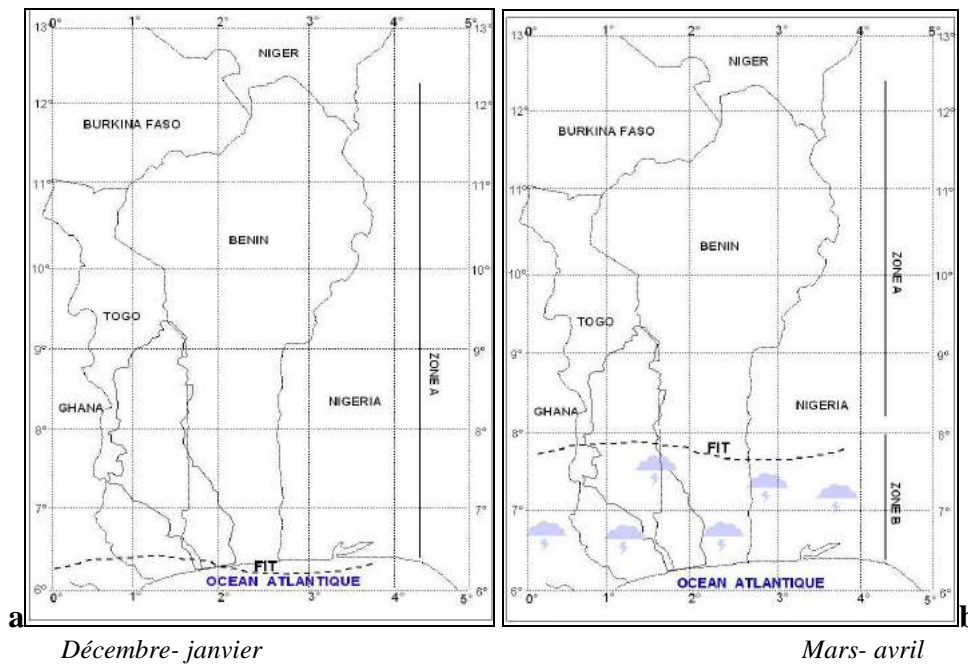 0° 1° 2° 3° 4° 5°
13°
NIGER
12° 12°
BURKINA FASO
11° 11°
BENIN
10° 10°
TOGO
9° 9°
ZONE A
GHANA
NIGERIA
8° 8°
7° 7°
FIT
OCEAN ATLANTIQUE
6° 6°
0° 1° 2° 3° 4° 5°
a
Décembre- janvier
0° 1° 2° 3° 4° 5°
13° 13°
NIGER
12° 12°
BURKINA FASO
11° 11°
BENIN
ZONE A
10° 10°
TOGO
9° 9°
NIGERIA
GHANA
8° 8°
FIT
ZONE B
7° 7°
OCEAN ATLANTIQUE
6° 6°
0° 1° 2° 3° 4° 5°
b
Mars- avril